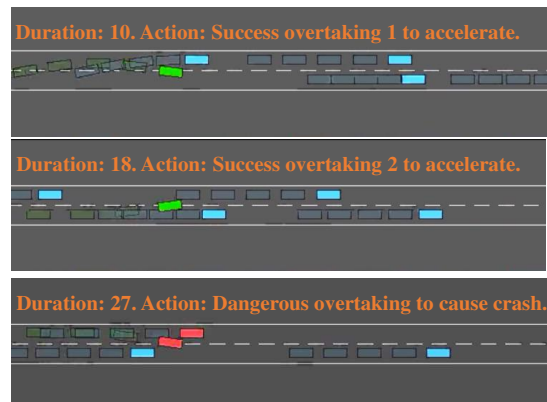 Duration: 10. Action: Success overtaking 1 to accelerate.
Duration: 18. Action: Success overtaking 2 to accelerate.
Duration: 27. Action: Dangerous overtaking to cause crash.